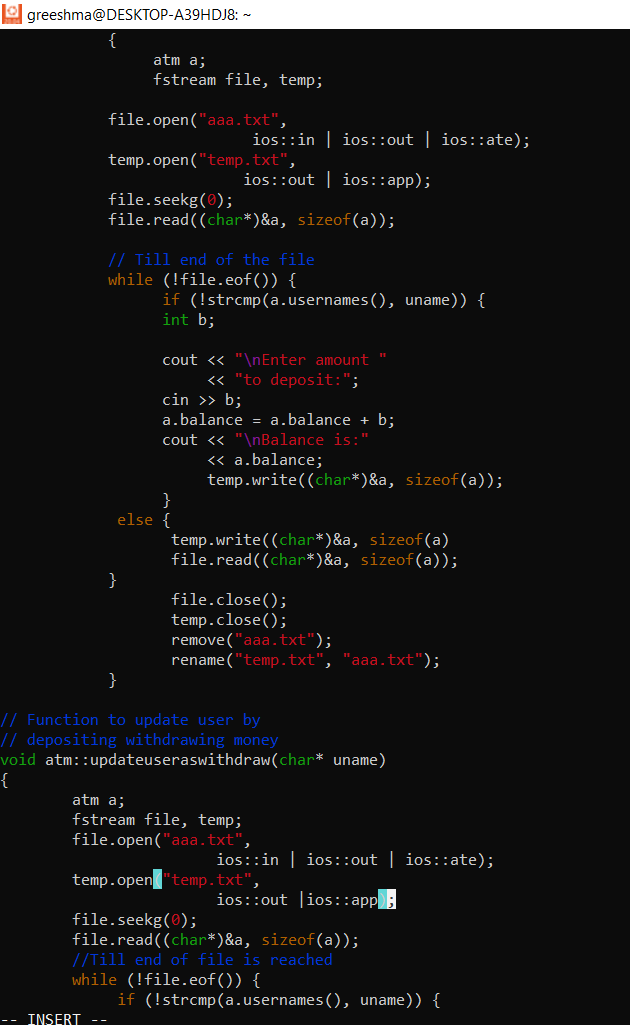 greeshma@DESKTOP-A39HDJ8: ~
{
atm a;
fstream file, temp;
file.open("aaa.txt",
ios::in | ios::out | ios::ate);
temp.open("temp.txt",
ios::out | ios::app);
file.seekg(0);
file.read((char*)&a, sizeof(a));
// Till end of the file
while (!file.eof()) {
if (!strcmp(a.usernames(), uname)) {
int b;
cout << "\nEnter amount "
<< "to deposit:";
cin >> b;
a.balance = a.balance + b;
cout << "\nBalance is:"
<< a.balance;
temp.write((char*)&a, sizeof(a));
}
else {
temp.write((char*)&a, sizeof(a)
file.read((char*)&a, sizeof(a));
}
file.close();
temp.close();
remove("aaa.txt");
rename("temp.txt", "aaa.txt");
}
// Function to update user by
// depositing withdrawing money
void atm::updateuseraswithdraw(char* uname)
{
atm a;
fstream file, temp;
file.open("aaa.txt",
ios::in | ios::out | ios::ate);
temp.open("temp.txt",
ios::out |ios::app);
file.seekg(0);
file.read((char*)&a, sizeof(a));
//Till end of file is reached
while (!file.eof()) {
if (!strcmp(a.usernames(), uname)) {
-- INSERT --